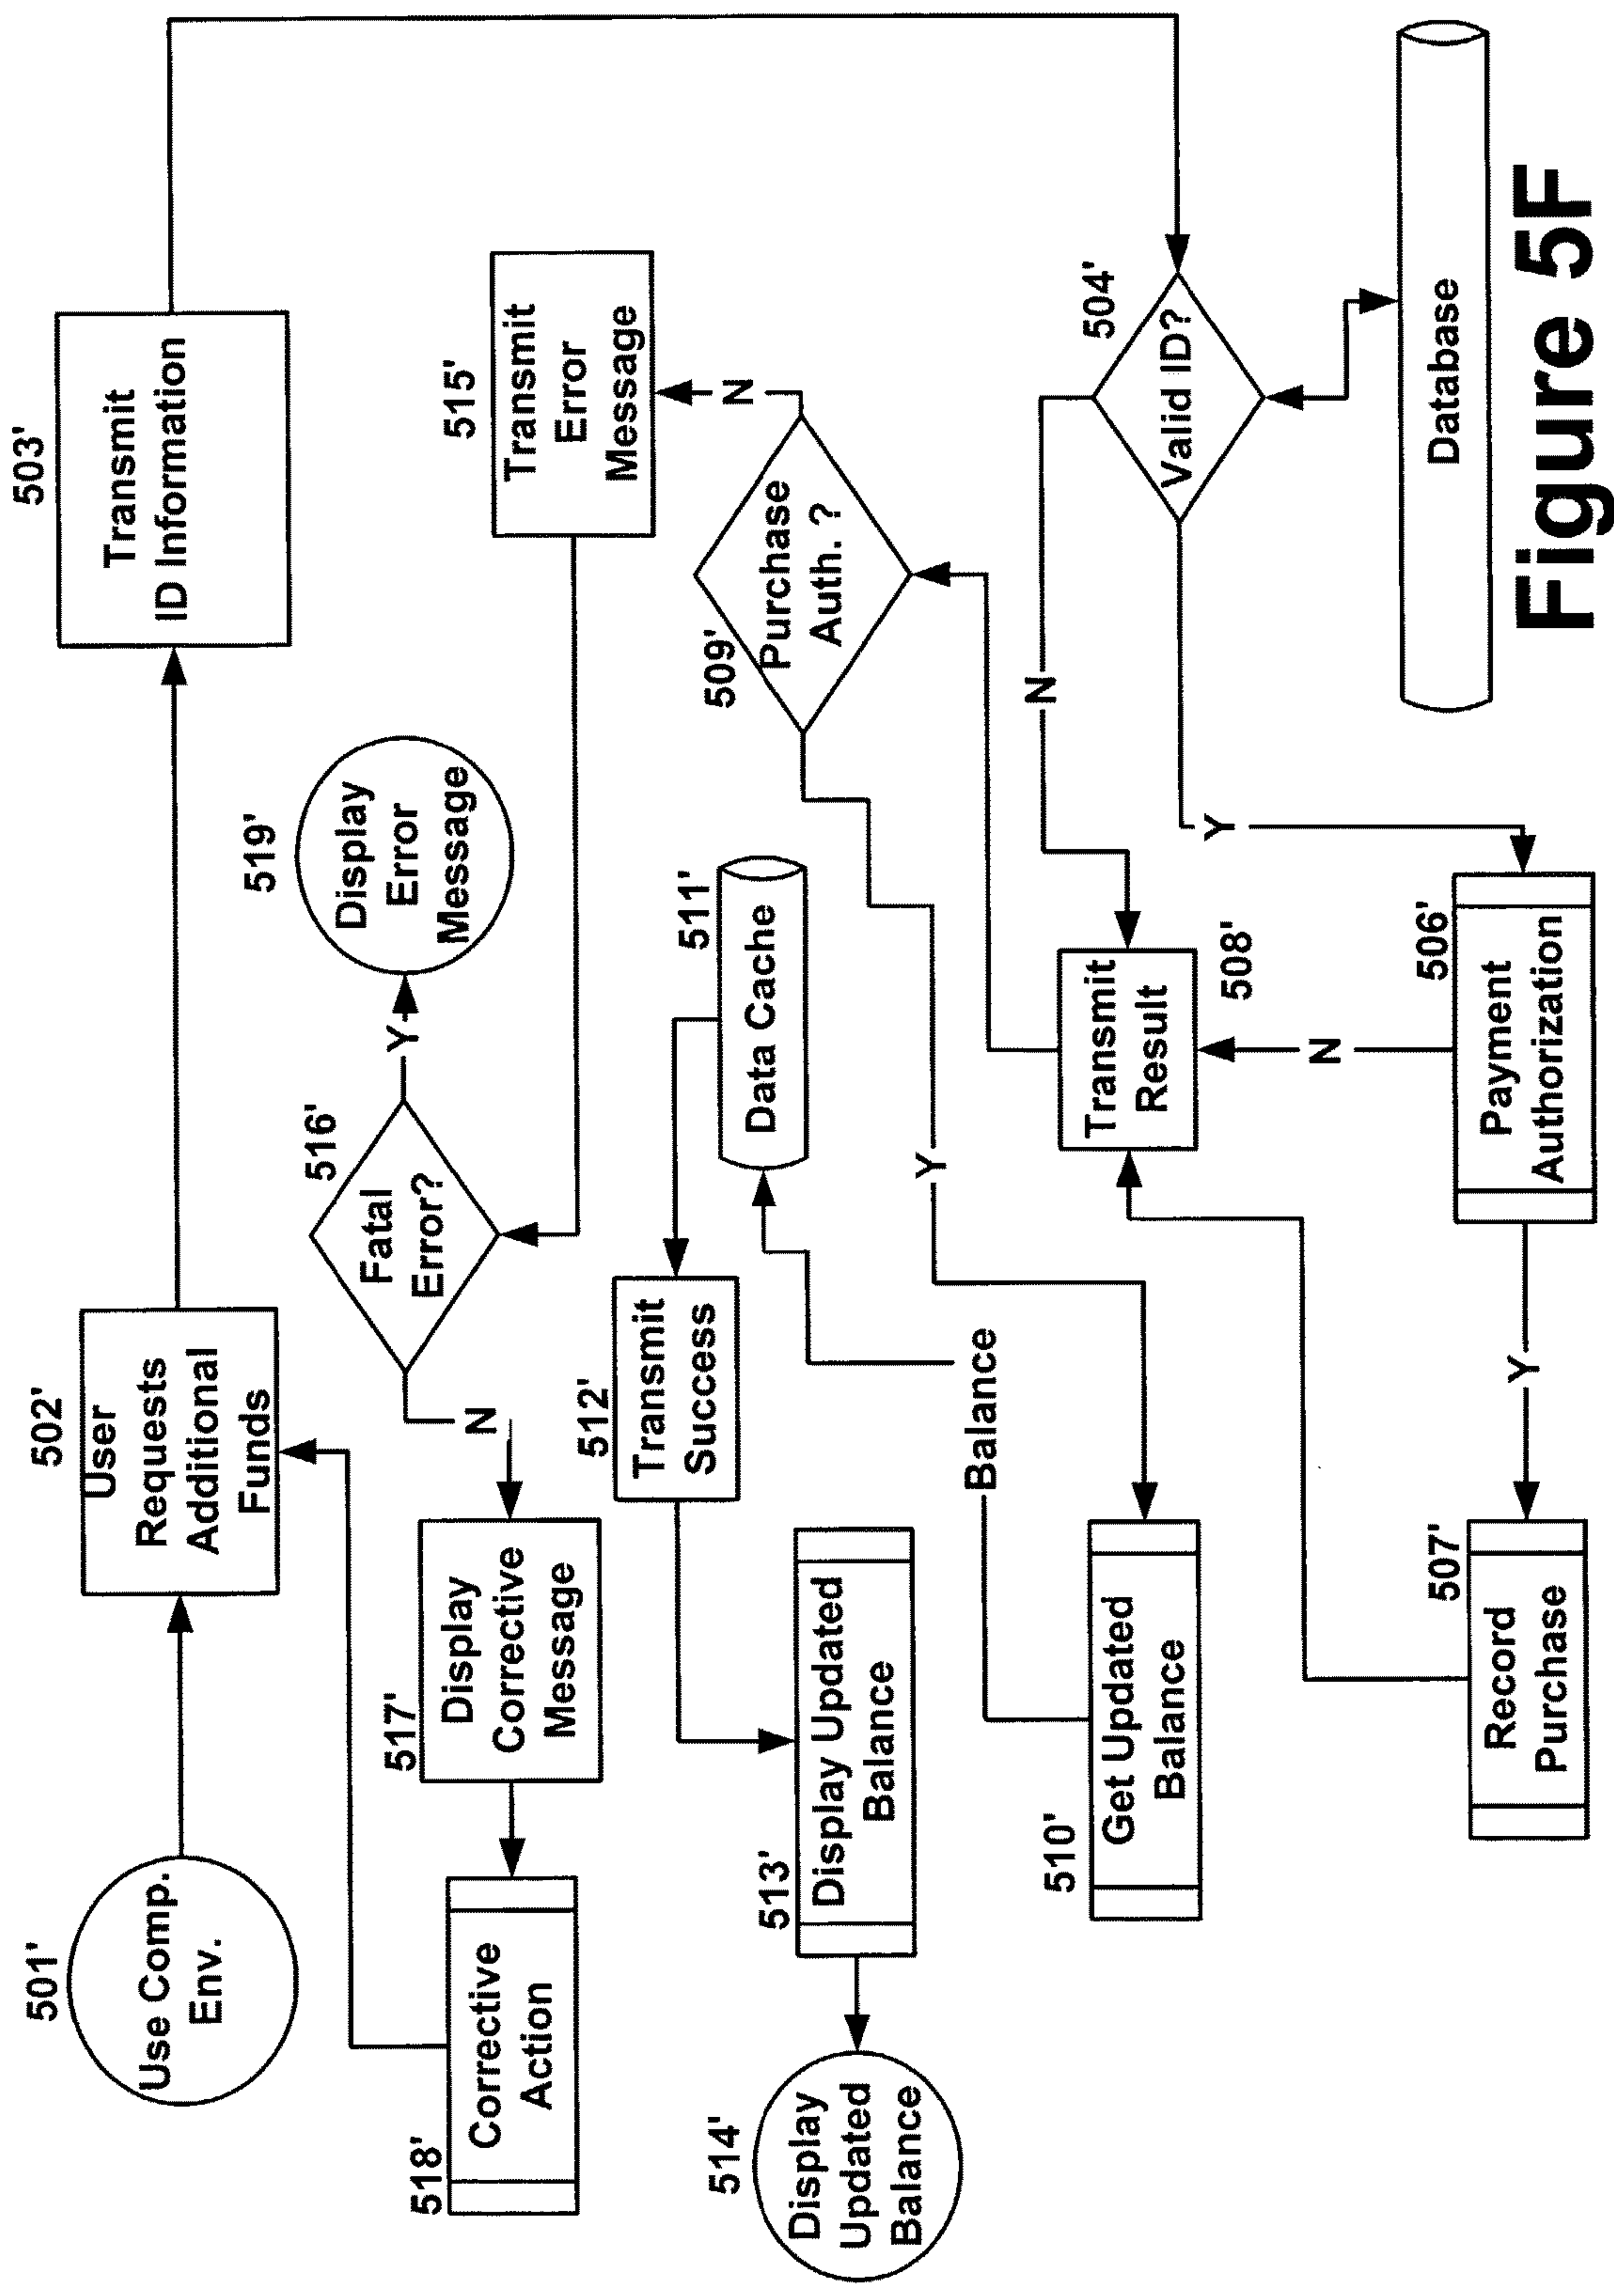 501'
Use Comp.
Env.
502'
User
Requests
Additional
Funds
503'
Transmit
ID Information
518'
Corrective
Action
517'
Display
Corrective
Message
N
516'
Fatal
Error?
Y
519'
Display
Error
Message
515'
Transmit
Error
Message
N
514'
Display
Updated
Balance
513'
Display Updated
Balance
512'
Transmit
Success
511'
Data Cache
509'
Purchase
Auth. ?
Y
Balance
510'
Get Updated
Balance
Transmit
Result
508'
N
504'
Valid ID?
Y
N
507'
Record
Purchase
Y
506'
Payment
Authorization
Database
Figure 5F